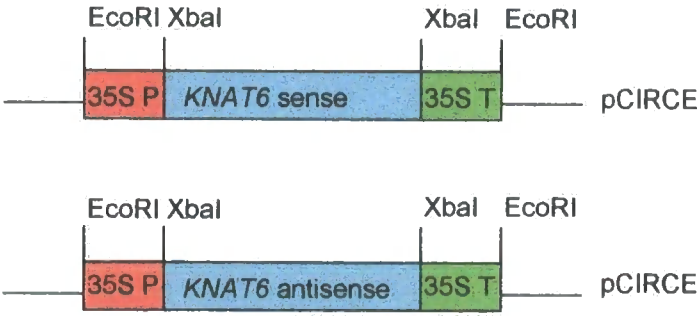 EcoRI XbaI XbaI EcoRI
35S P KNAT6 sense 35S T pCIRCE
EcoRI XbaI XbaI EcoRI
35S P KNAT6 antisense 35S T pCIRCE